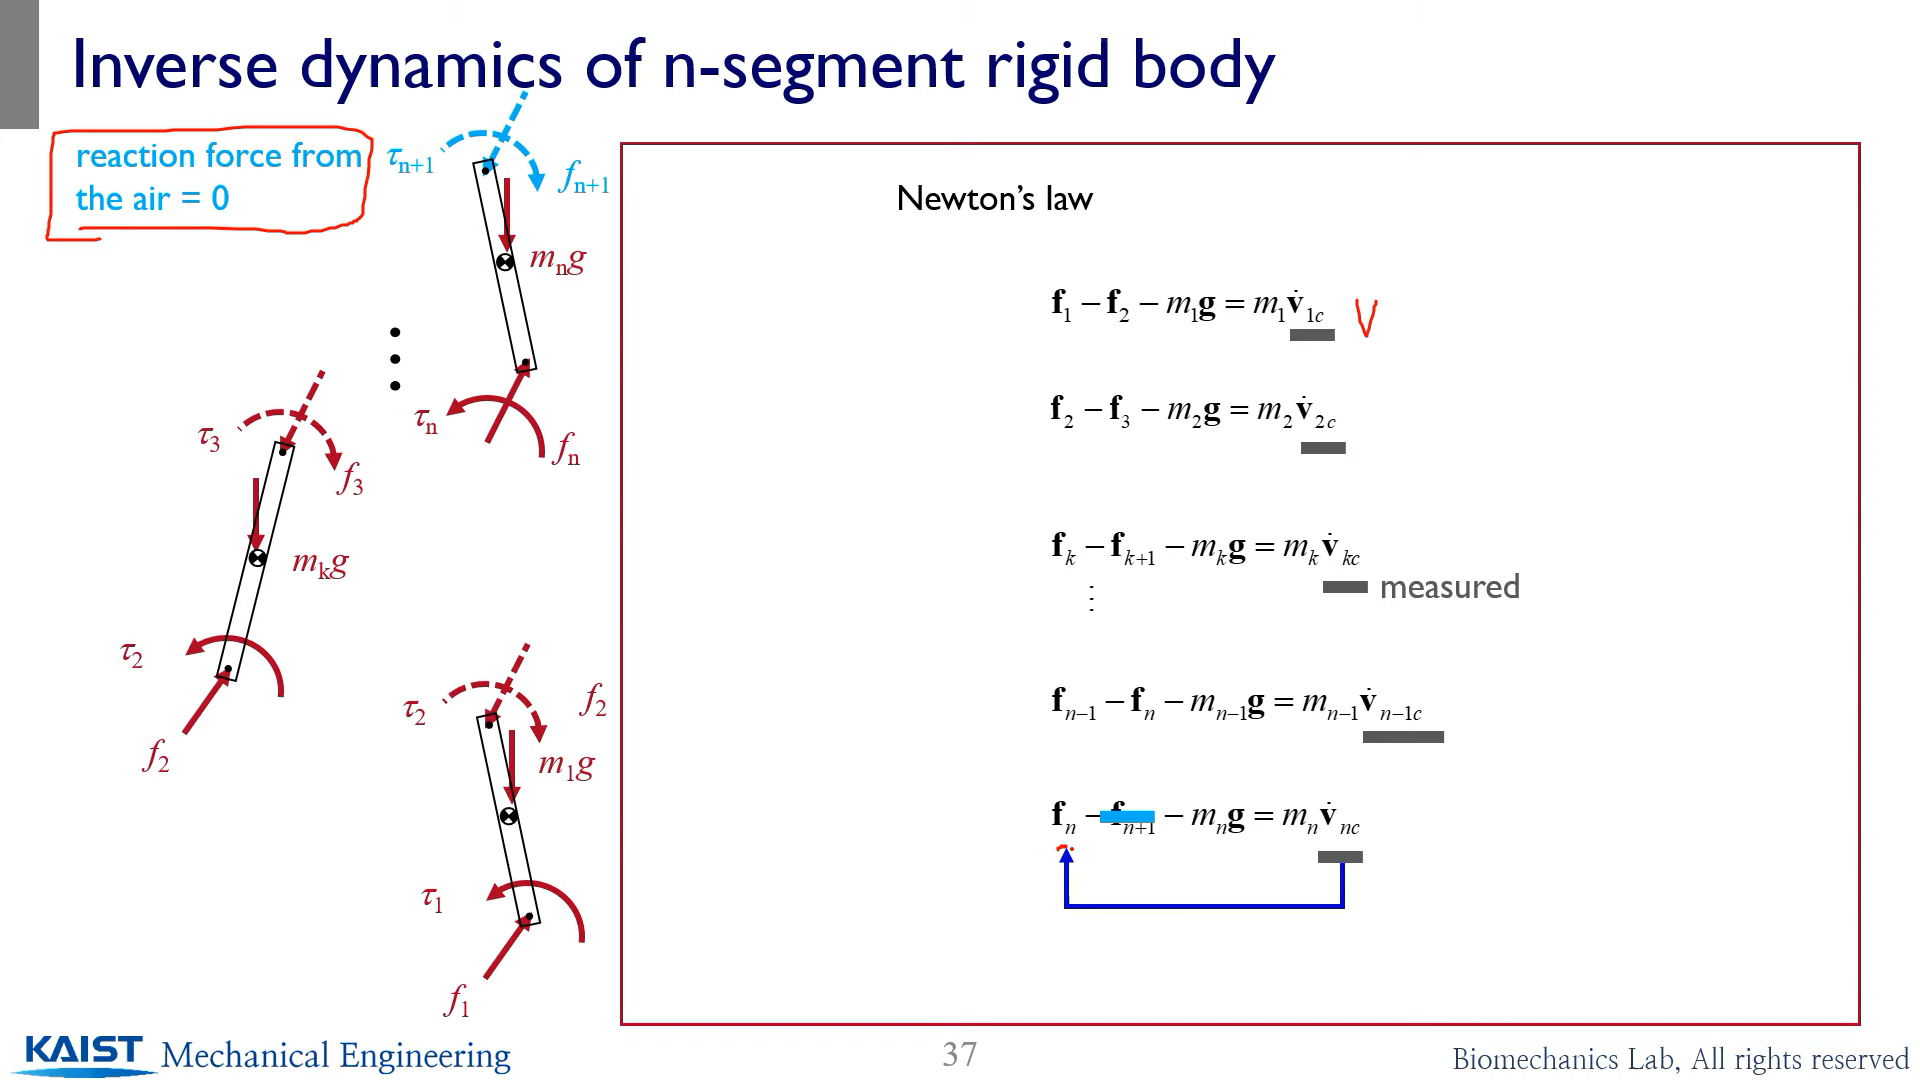 Inverse dynamics of n-segment rigid body
reaction force from
the air = 0
τn+1
fn+1
mng
τn
fn
τ3
f3
mkg
τ2
f2
τ2
f2
m1g
τ1
f1
Newton's law
f1 − f2 − m1g = m1v̇1c V
f2 − f3 − m2g = m2v̇2c
fk − fk+1 − mkg = mkv̇kc
measured
⋮
fn−1 − fn − mn−1g = mn−1v̇n−1c
fn − fn+1 − mng = mnv̇nc
KAIST Mechanical Engineering
37
Biomechanics Lab, All rights reserved